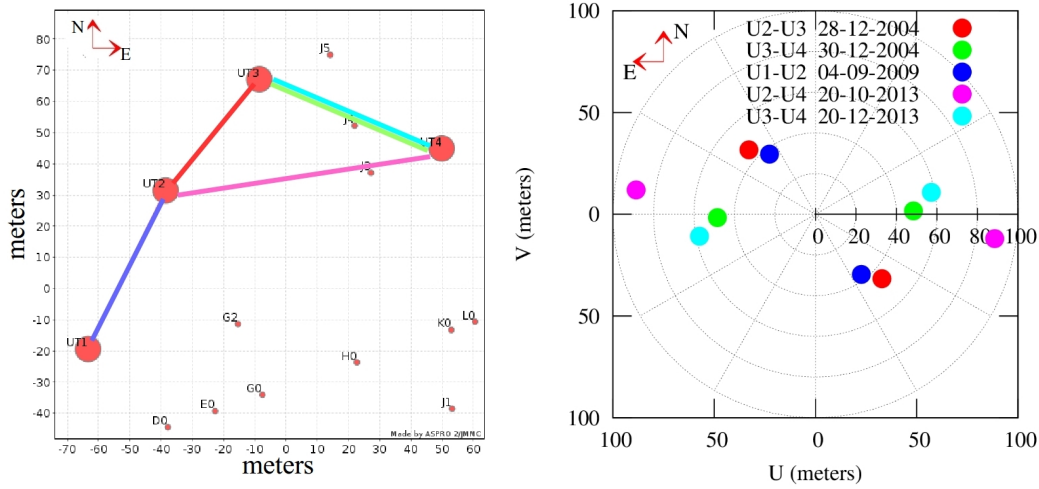 N
E
80
70
60
50
40
30
20
10
0
-10
-20
-30
-40
meters
J5
UT3
UT4
UT2
G2
L0
K0
UT1
H0
G0
J1
E0
D0
Made by ASPRO 2/JMMC
-70 -60 -50 -40 -30 -20 -10 0 10 20 30 40 50 60
meters
100
50
0
50
100
V (meters)
N
E
U2-U3 28-12-2004
U3-U4 30-12-2004
U1-U2 04-09-2009
U2-U4 20-10-2013
U3-U4 20-12-2013
0 20 40 60 80 100
100 50 0 50 100
U (meters)